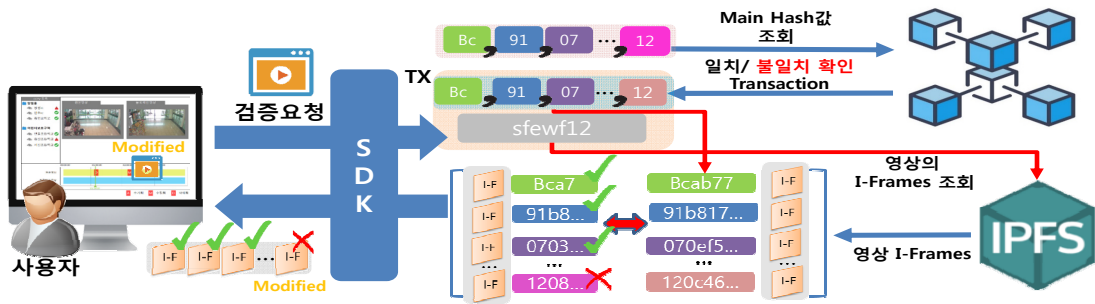 Main Hash값
조회
Bc
91
07
...
12
일치/ 불일치 확인
Transaction
TX
Bc
91
07
...
12
sfewf12
검증요청
SDK
Modified
사용자
I-F
I-F
I-F
...
I-F
Modified
I-F
Bca7
I-F
91b8...
I-F
0703...
...
...
I-F
1208...
Bcab77
91b817...
070ef5...
...
120c46...
I-F
I-F
I-F
...
I-F
영상의
I-Frames 조회
IPFS
영상 I-Frames